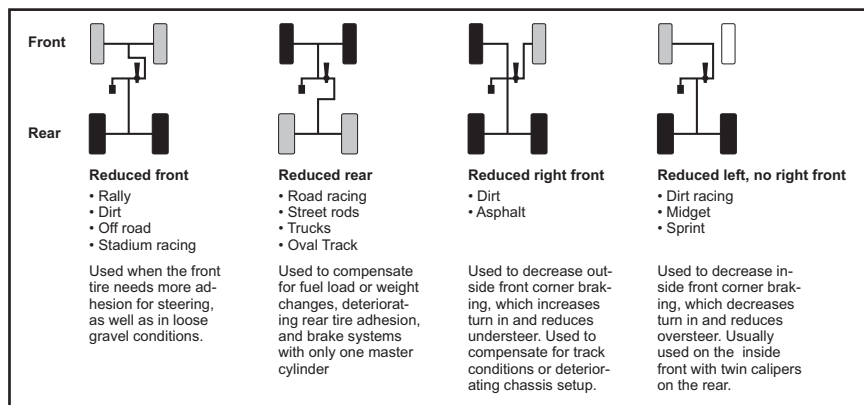 Front
Rear
Reduced front
• Rally
• Dirt
• Off road
• Stadium racing
Used when the front
tire needs more ad-
hesion for steering,
as well as in loose
gravel conditions.
Reduced rear
• Road racing
• Street rods
• Trucks
• Oval Track
Used to compensate
for fuel load or weight
changes, deteriorat-
ing rear tire adhesion,
and brake systems
with only one master
cylinder
Reduced right front
• Dirt
• Asphalt
Used to decrease out-
side front corner brak-
ing, which increases
turn in and reduces
understeer. Used to
compensate for track
conditions or deterior-
ating chassis setup.
Reduced left, no right front
• Dirt racing
• Midget
• Sprint
Used to decrease in-
side front corner brak-
ing, which decreases
turn in and reduces
oversteer. Usually
used on the inside
front with twin calipers
on the rear.